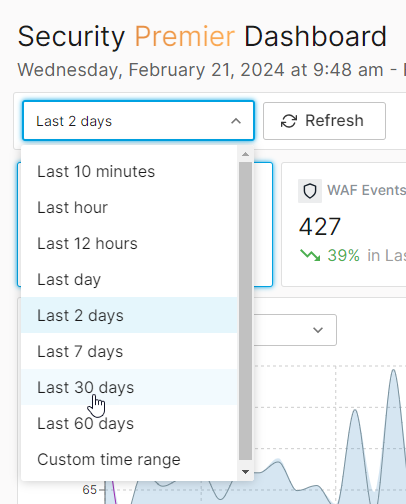 Security Premier Dashboard
Wednesday, February 21, 2024 at 9:48 am -
Last 2 days
Refresh
Last 10 minutes
Last hour
Last 12 hours
Last day
Last 2 days
Last 7 days
Last 30 days
Last 60 days
Custom time range
WAF Events
427
39% in Las
65